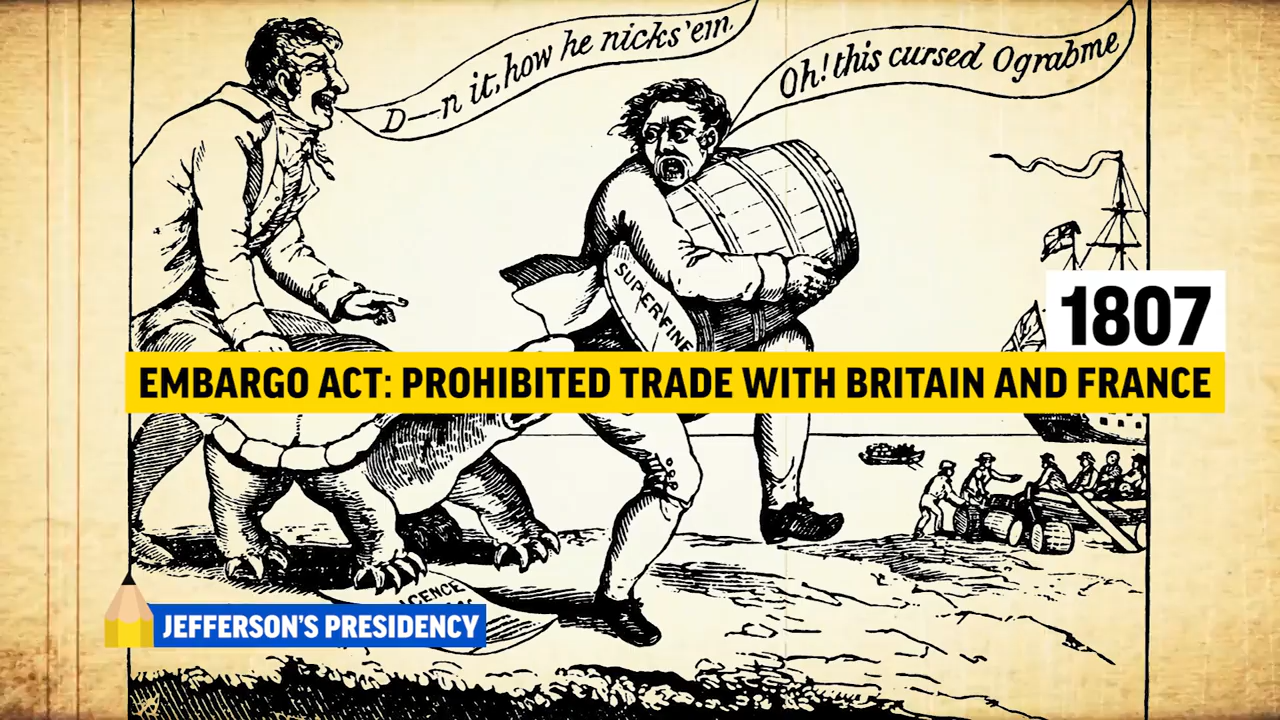 D—n it, how he nicks 'em.
Oh! this cursed Ograbme
SUPERFINE
1807
EMBARGO ACT: PROHIBITED TRADE WITH BRITAIN AND FRANCE
JEFFERSON'S PRESIDENCY